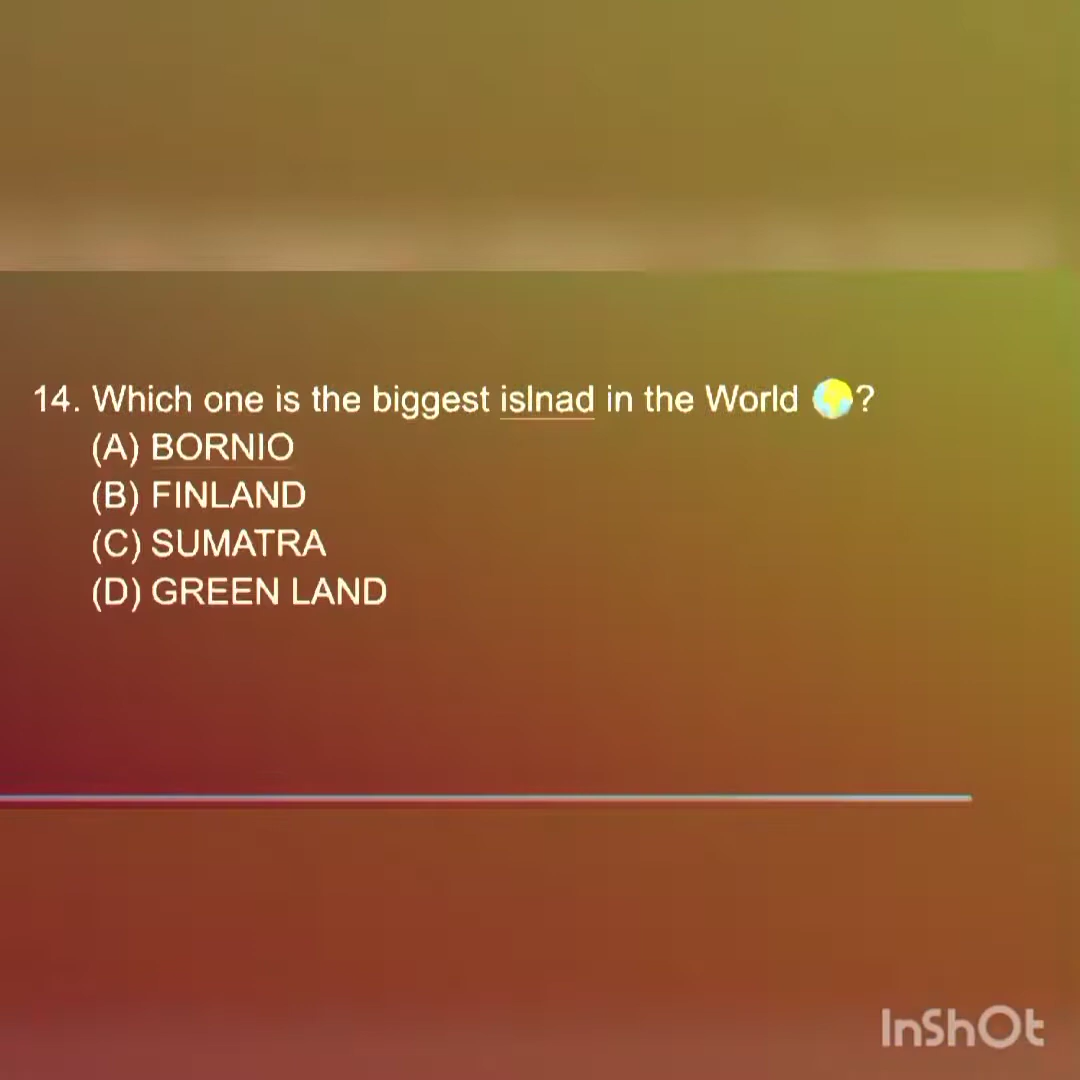 14. Which one is the biggest islnad in the World 🌎?
(A) BORNIO
(B) FINLAND
(C) SUMATRA
(D) GREEN LAND
InShOt